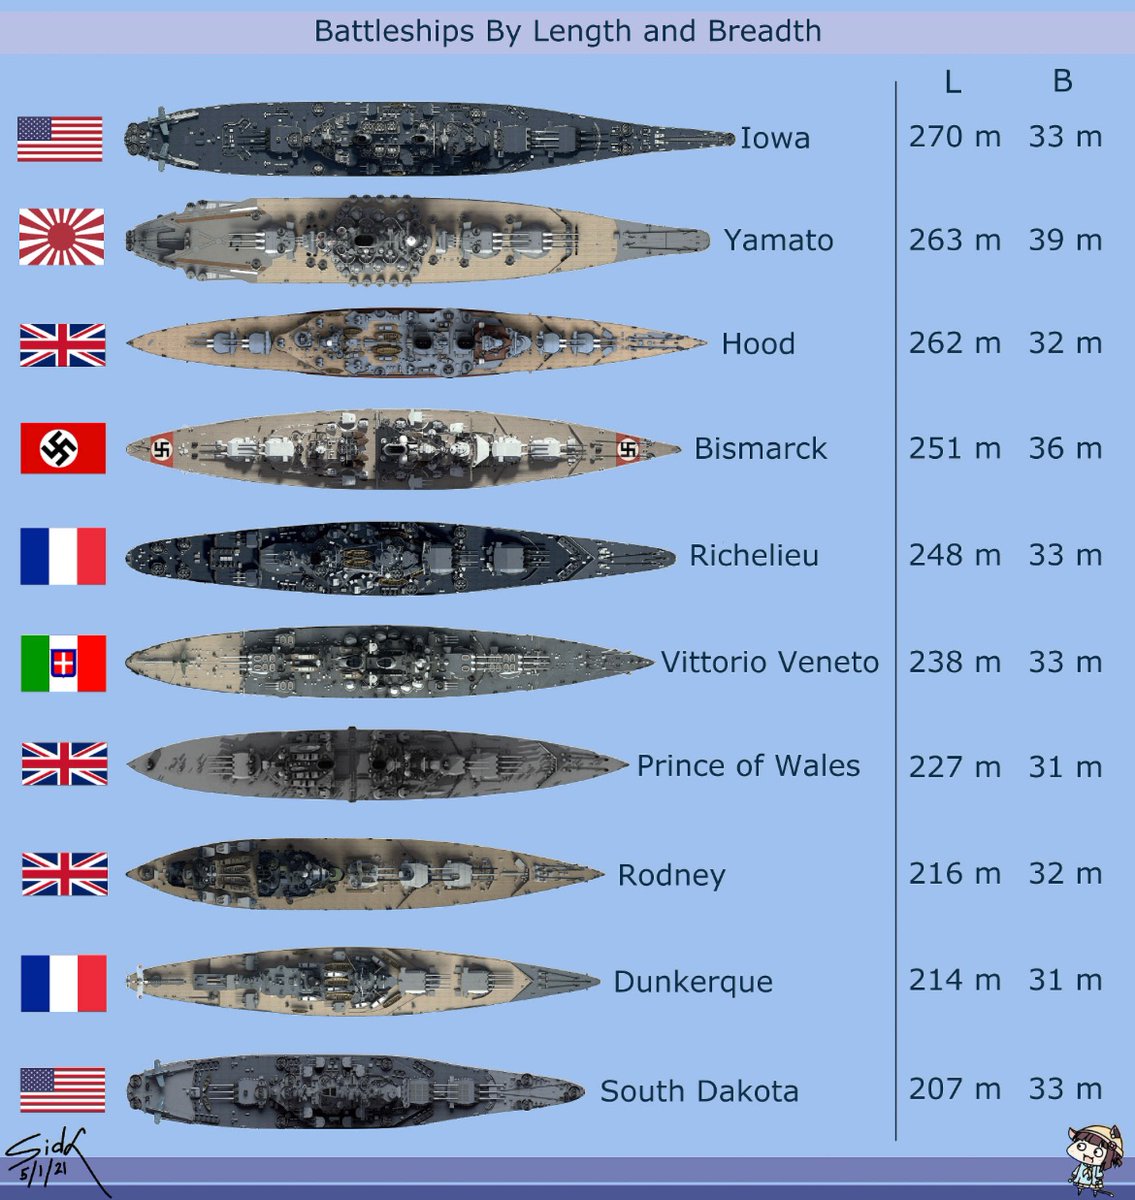 Battleships By Length and Breadth
L B
Iowa 270 m 33 m
Yamato 263 m 39 m
Hood 262 m 32 m
Bismarck 251 m 36 m
Richelieu 248 m 33 m
Vittorio Veneto 238 m 33 m
Prince of Wales 227 m 31 m
Rodney 216 m 32 m
Dunkerque 214 m 31 m
South Dakota 207 m 33 m
5/1/21